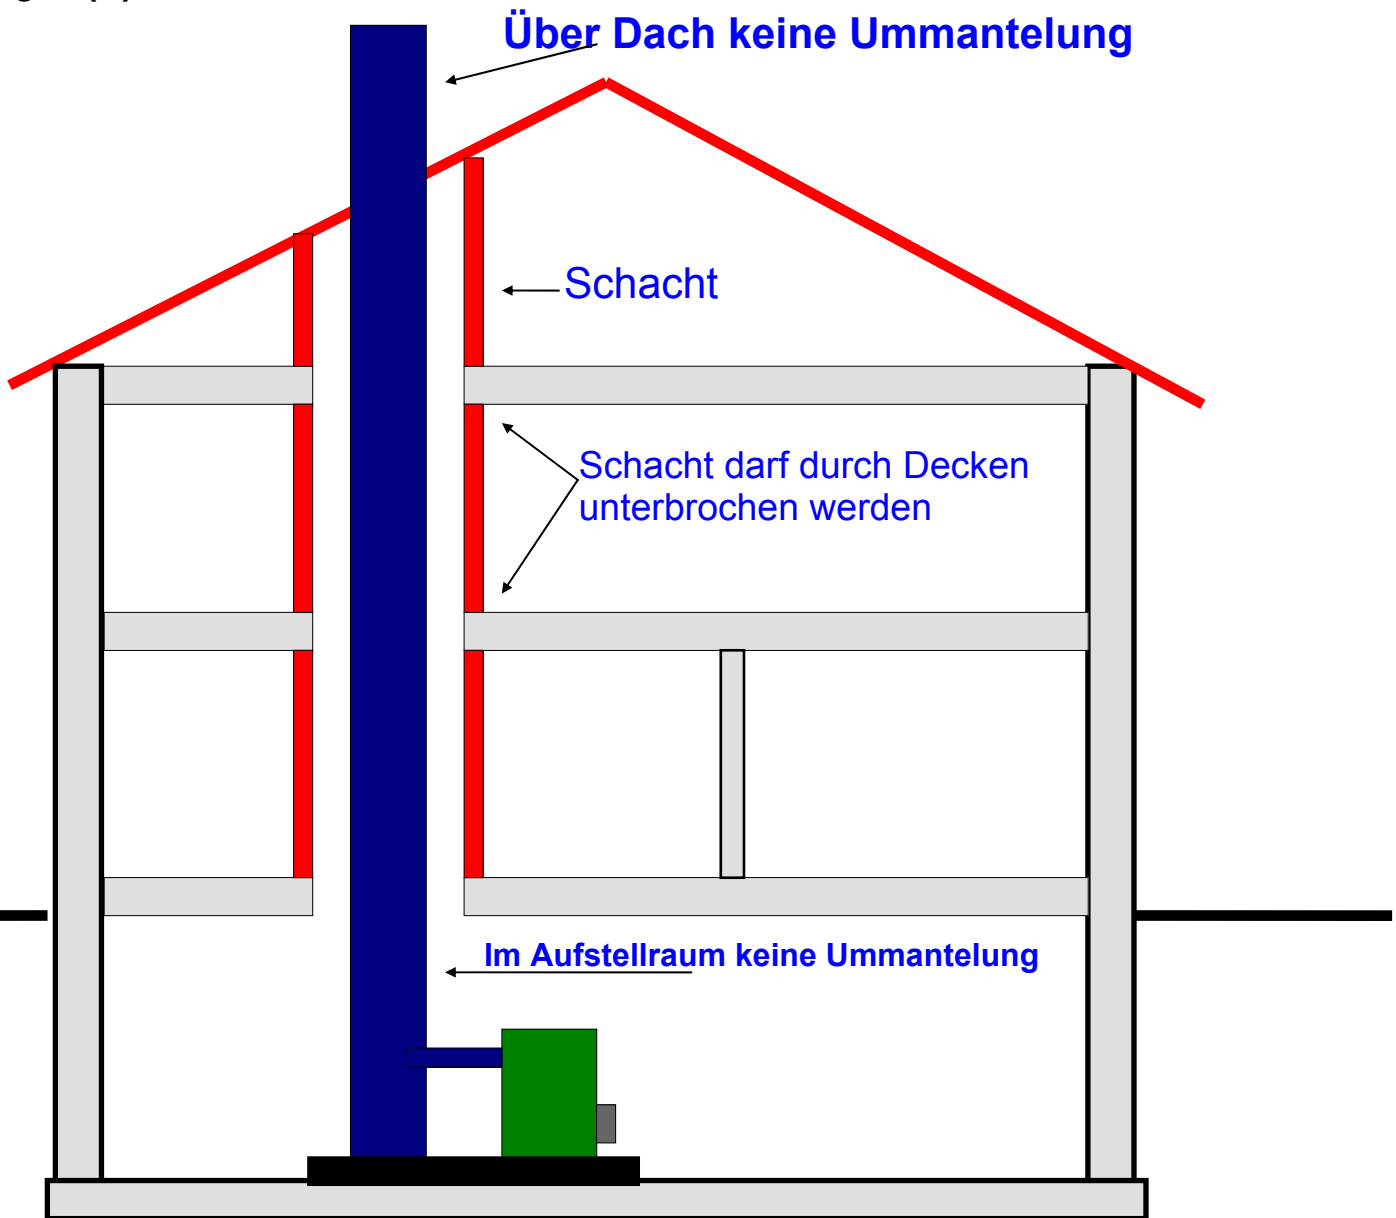 Über Dach keine Ummantelung
Schacht
Schacht darf durch Decken
unterbrochen werden
Im Aufstellraum keine Ummantelung